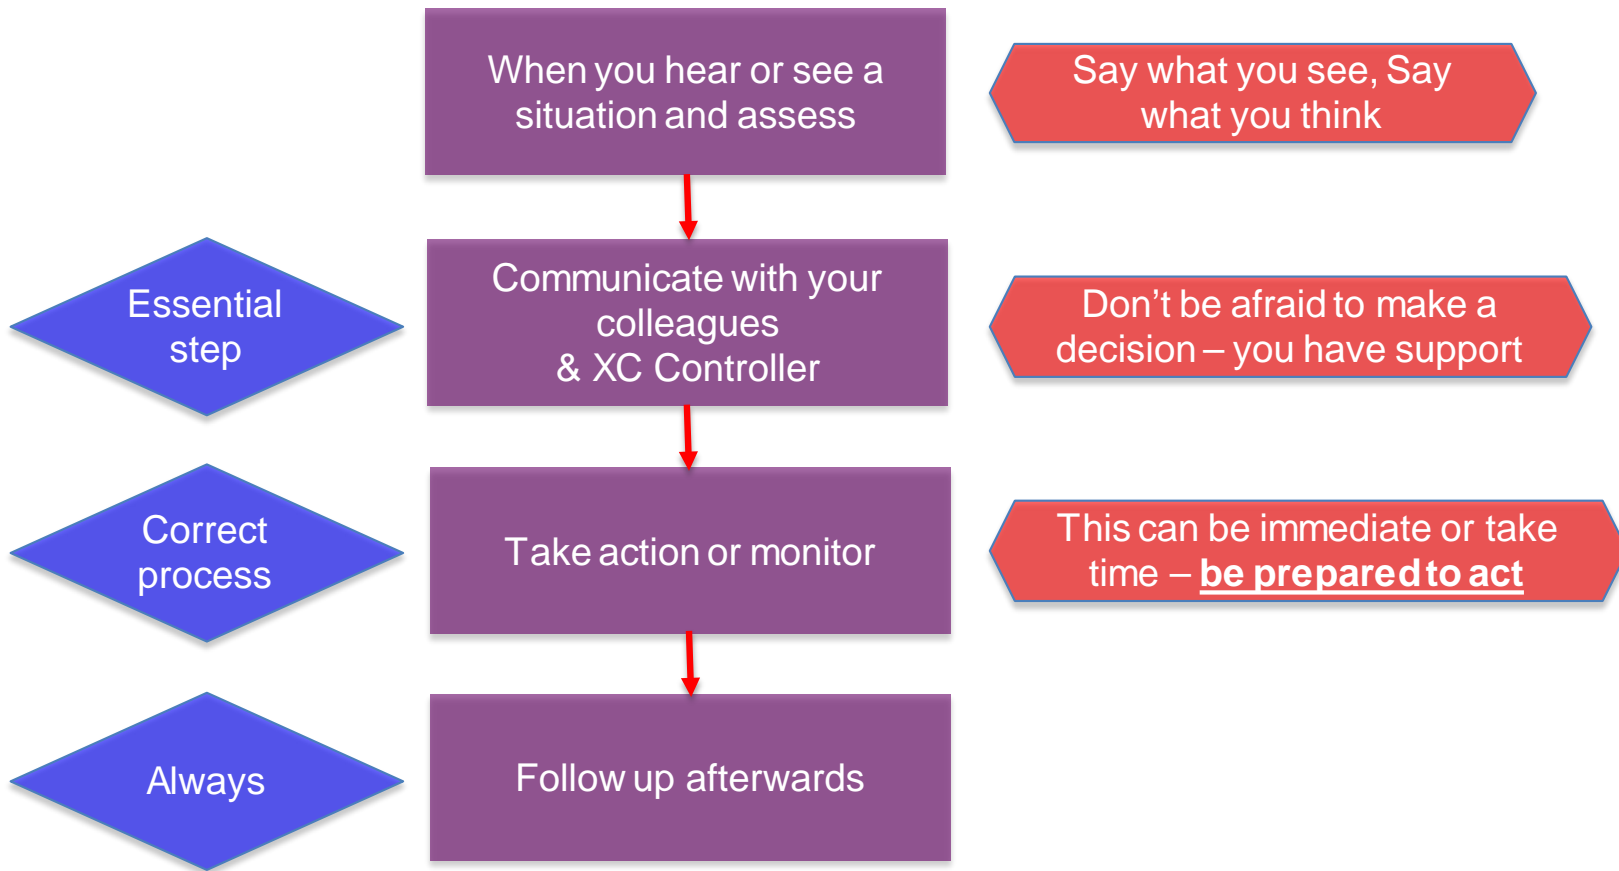 When you hear or see a
situation and assess
Say what you see, Say
what you think
Essential
step
Communicate with your
colleagues
& XC Controller
Don’t be afraid to make a
decision – you have support
Correct
process
Take action or monitor
This can be immediate or take
time – be prepared to act
Always
Follow up afterwards